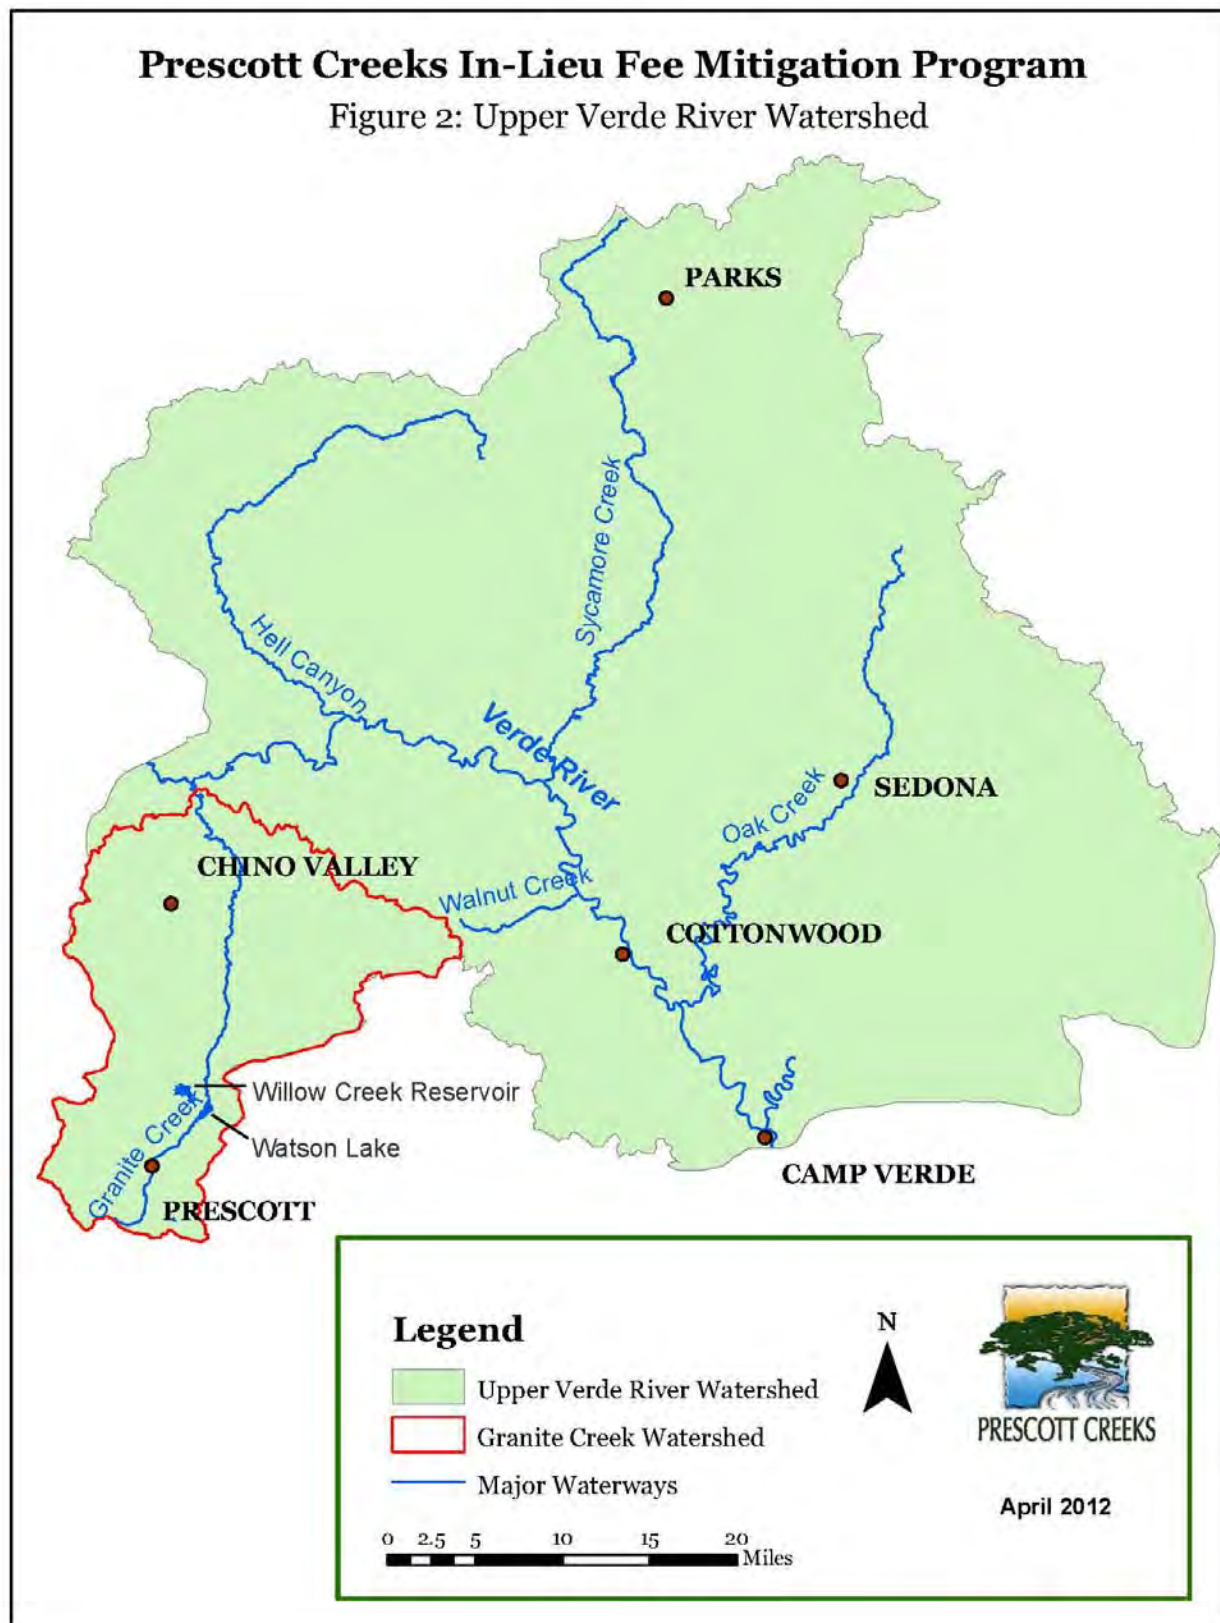 Prescott Creeks In-Lieu Fee Mitigation Program
Figure 2: Upper Verde River Watershed
PARKS
Sycamore Creek
Hell Canyon
Verde River
Oak Creek
SEDONA
CHINO VALLEY
Walnut Creek
COTTONWOOD
Willow Creek Reservoir
Granite Creek
Watson Lake
CAMP VERDE
PRESCOTT
Legend
N
Upper Verde River Watershed
Granite Creek Watershed
Major Waterways
PRESCOTT CREEKS
April 2012
0 2.5 5 10 15 20
Miles